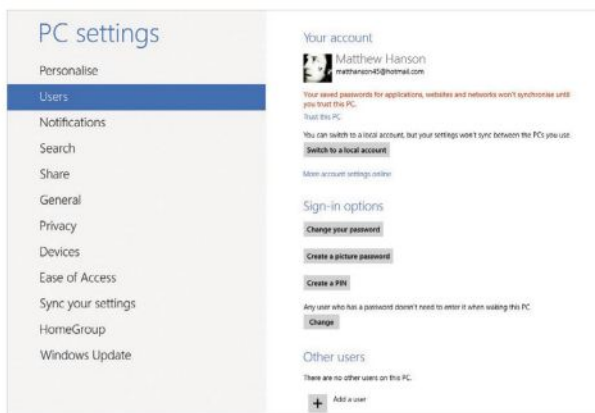 PC settings
Personalise
Users
Notifications
Search
Share
General
Privacy
Devices
Ease of Access
Sync your settings
HomeGroup
Windows Update
Your account
Matthew Hanson
matthanson45@hotmail.com
Your saved passwords for applications, websites and networks won't synchronise until
you trust this PC.
Trust this PC
You can switch to a local account, but your settings won't sync between the PCs you use.
Switch to a local account
More account settings online
Sign-in options
Change your password
Create a picture password
Create a PIN
Any user who has a password doesn't need to enter it when waking this PC.
Change
Other users
There are no other users on this PC.
+ Add a user